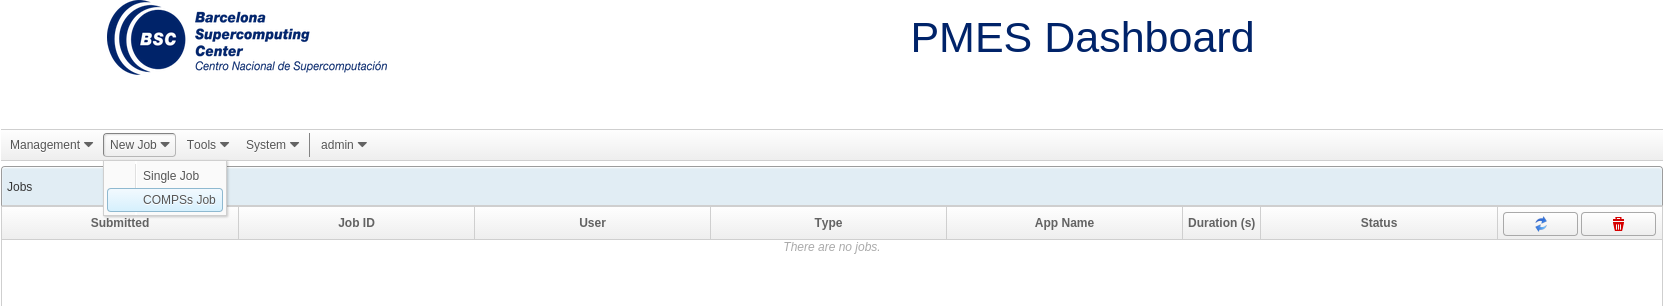 BSC
Barcelona
Supercomputing
Center
Centro Nacional de Supercomputación
PMES Dashboard
Management New Job Tools System admin
Single Job
COMPSs Job
Jobs
Submitted Job ID User Type App Name Duration (s) Status
There are no jobs.